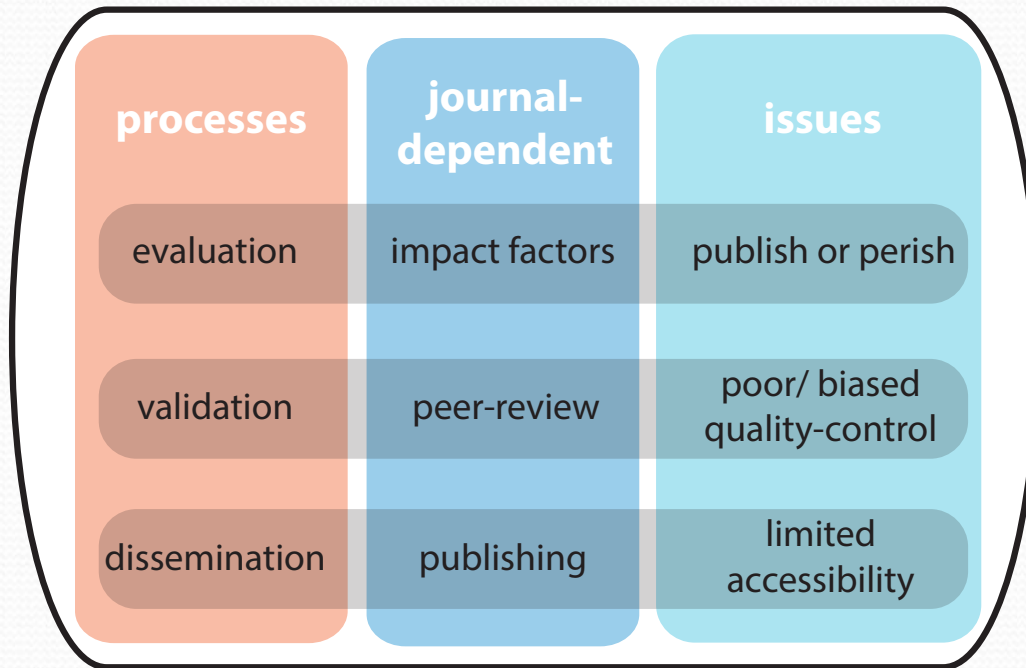 processes
journal-
dependent
issues
evaluation
impact factors
publish or perish
validation
peer-review
poor/ biased
quality-control
dissemination
publishing
limited
accessibility